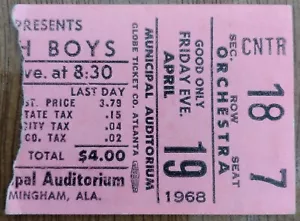 PRESENTS
H BOYS
ve. at 8:30
LAST DAY
ST. PRICE 3.79
TATE TAX .15
CITY TAX .04
CO. TAX .02
TOTAL $4.00
pal Auditorium
MINGHAM, ALA.
GLOBE TICKET CO. ATLANTA
MUNICIPAL AUDITORIUM
GOOD ONLY
FRIDAY EVE.
APRIL
19
1968
SEC.
ORCHESTRA
ROW
SEAT
CNTR
18
7